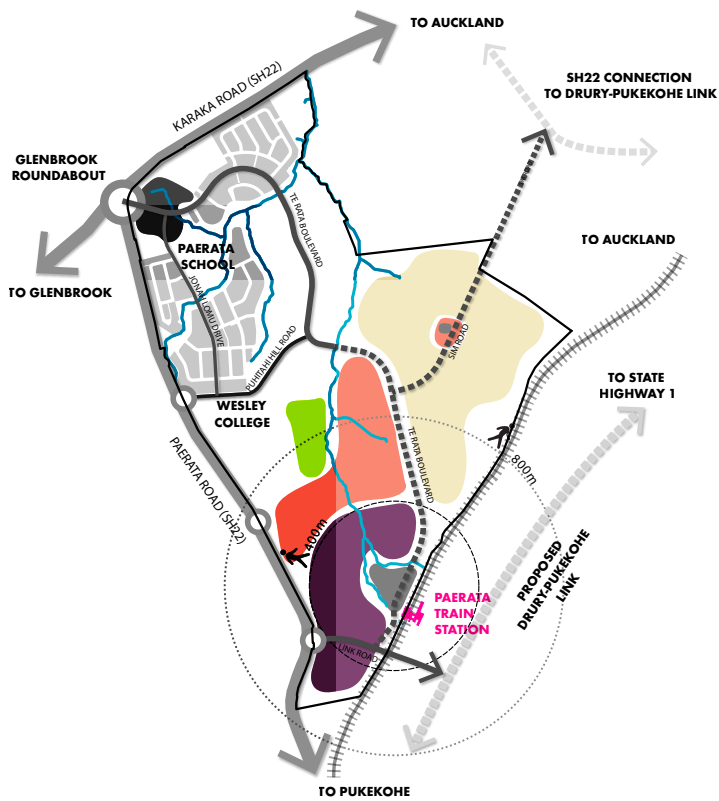 TO AUCKLAND
KARAKA ROAD (SH22)
SH22 CONNECTION
TO DRURY-PUKEKOHE LINK
GLENBROOK
ROUNDABOUT
TE RATA BOULEVARD
TO AUCKLAND
PAERATA
SCHOOL
TO GLENBROOK
JONAH LOMU DRIVE
SIM ROAD
PUHITAHI HILL ROAD
TO STATE
HIGHWAY 1
WESLEY
COLLEGE
PAERATA ROAD (SH22)
TE RATA BOULEVARD
800m
400m
PROPOSED
DRURY-PUKEKOHE
LINK
PAERATA
TRAIN
STATION
LINK ROAD
TO PUKEKOHE